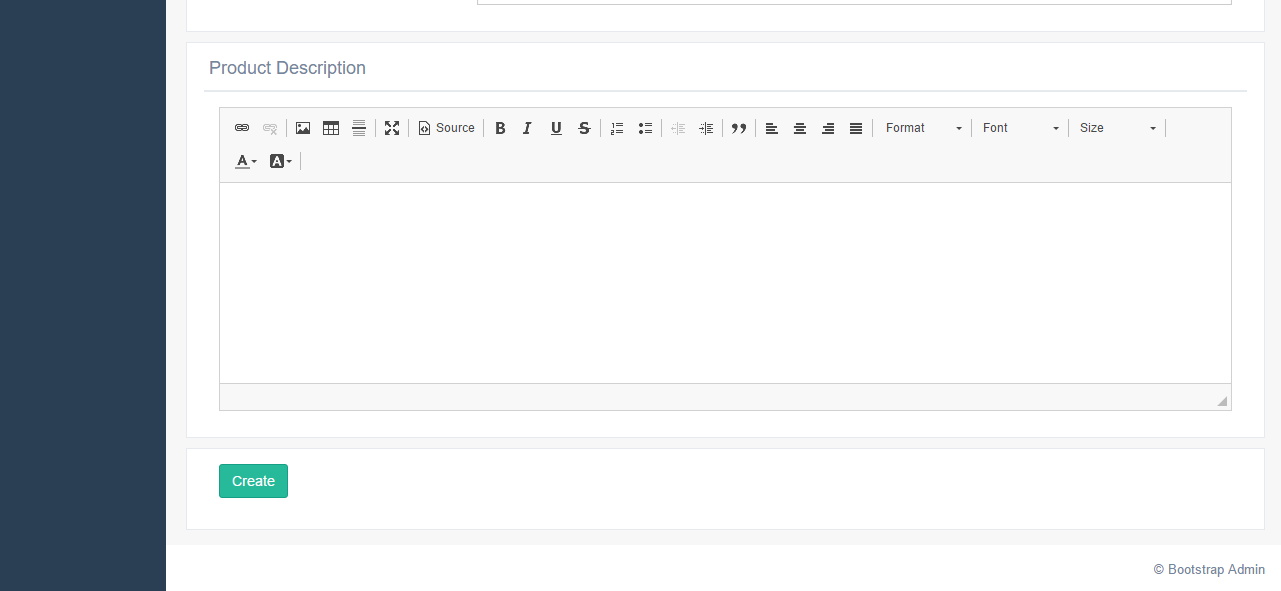 Product Description
Source Format Font Size
Create
© Bootstrap Admin